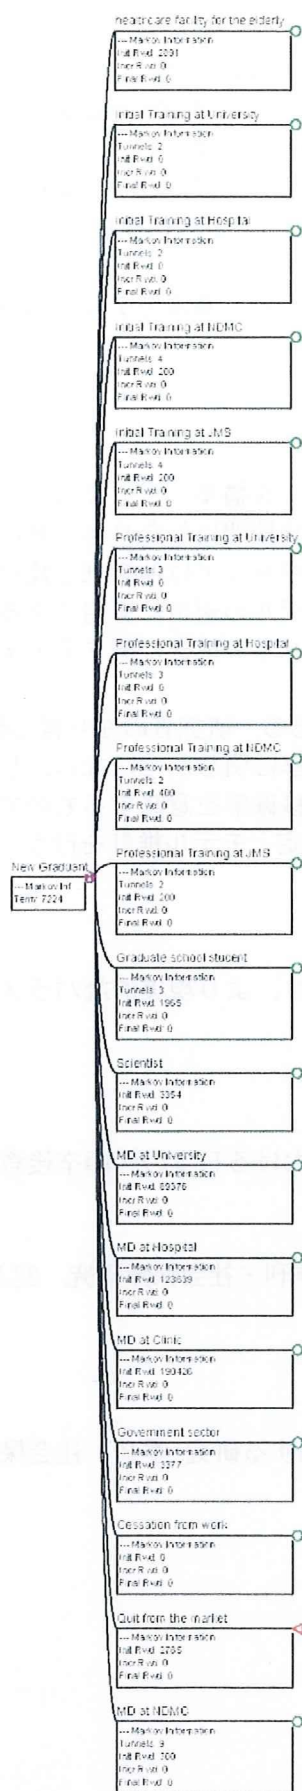 healthcare facility for the elderly
--- Markov Information
Init Rwd: 2891
Incr Rwd: 0
Final Rwd: 0
Initial Training at University
--- Markov Information
Tunnels: 2
Init Rwd: 0
Incr Rwd: 0
Final Rwd: 0
Initial Training at Hospital
--- Markov Information
Tunnels: 2
Init Rwd: 0
Incr Rwd: 0
Final Rwd: 0
Initial Training at NDMC
--- Markov Information
Tunnels: 4
Init Rwd: 200
Incr Rwd: 0
Final Rwd: 0
Initial Training at JMS
--- Markov Information
Tunnels: 4
Init Rwd: 200
Incr Rwd: 0
Final Rwd: 0
Professional Training at University
--- Markov Information
Tunnels: 3
Init Rwd: 0
Incr Rwd: 0
Final Rwd: 0
Professional Training at Hospital
--- Markov Information
Tunnels: 3
Init Rwd: 0
Incr Rwd: 0
Final Rwd: 0
Professional Training at NDMC
--- Markov Information
Tunnels: 2
Init Rwd: 400
Incr Rwd: 0
Final Rwd: 0
New Graduant
--- Markov Inf
Term: 7224
Professional Training at JMS
--- Markov Information
Tunnels: 2
Init Rwd: 200
Incr Rwd: 0
Final Rwd: 0
Graduate school student
--- Markov Information
Tunnels: 3
Init Rwd: 1965
Incr Rwd: 0
Final Rwd: 0
Scientist
--- Markov Information
Init Rwd: 3354
Incr Rwd: 0
Final Rwd: 0
MD at University
--- Markov Information
Init Rwd: 89376
Incr Rwd: 0
Final Rwd: 0
MD at Hospital
--- Markov Information
Init Rwd: 123639
Incr Rwd: 0
Final Rwd: 0
MD at Clinic
--- Markov Information
Init Rwd: 190426
Incr Rwd: 0
Final Rwd: 0
Government sector
--- Markov Information
Init Rwd: 3377
Incr Rwd: 0
Final Rwd: 0
Cessation from work
--- Markov Information
Init Rwd: 0
Incr Rwd: 0
Final Rwd: 0
Quit from the market
--- Markov Information
Init Rwd: 2765
Incr Rwd: 0
Final Rwd: 0
MD at NDMC
--- Markov Information
Tunnels: 9
Init Rwd: 300
Incr Rwd: 0
Final Rwd: 0